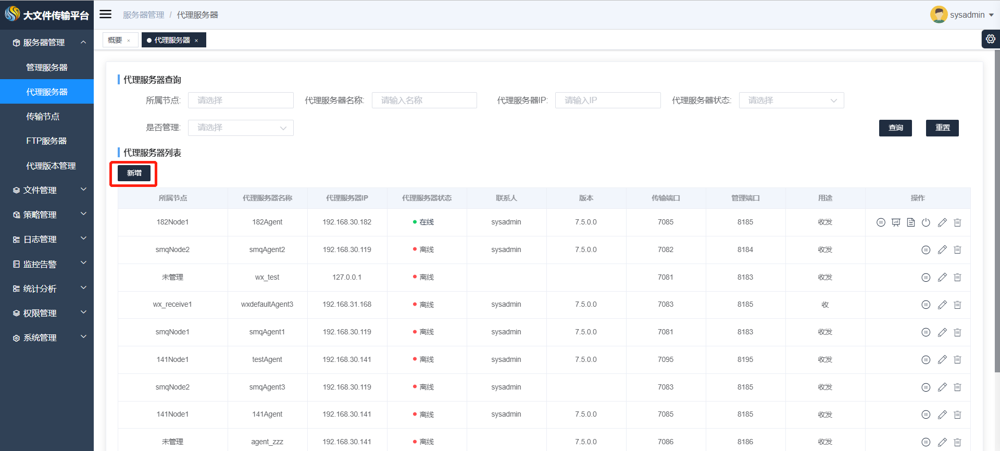 大文件传输平台
服务器管理 / 代理服务器
sysadmin
概要 ×
代理服务器 ×
服务器管理
管理服务器
代理服务器
传输节点
FTP服务器
代理版本管理
文件管理
策略管理
日志管理
监控告警
统计分析
权限管理
系统管理
代理服务器查询
所属节点: 请选择 代理服务器名称: 请输入名称 代理服务器IP: 请输入IP 代理服务器状态: 请选择
是否管理: 请选择 查询 重置
代理服务器列表
新增
所属节点 代理服务器名称 代理服务器IP 代理服务器状态 联系人 版本 传输端口 管理端口 用途 操作
182Node1 182Agent 192.168.30.182 在线 sysadmin 7.5.0.0 7085 8185 收发
smqNode2 smqAgent2 192.168.30.119 离线 sysadmin 7.5.0.0 7082 8184 收发
未管理 wx_test 127.0.0.1 离线 7081 8183 收发
wx_receive1 wxdefaultAgent3 192.168.31.168 离线 sysadmin 7.5.0.0 7083 8185 收
smqNode1 smqAgent1 192.168.30.119 离线 sysadmin 7.5.0.0 7081 8183 收发
141Node1 testAgent 192.168.30.141 离线 sysadmin 7.5.0.0 7095 8195 收发
smqNode2 smqAgent3 192.168.30.119 离线 sysadmin 7083 8185 收发
141Node1 141Agent 192.168.30.141 离线 sysadmin 7.5.0.0 7085 8185 收发
未管理 agent_zzz 192.168.30.141 离线 7.5.0.0 7086 8186 收发